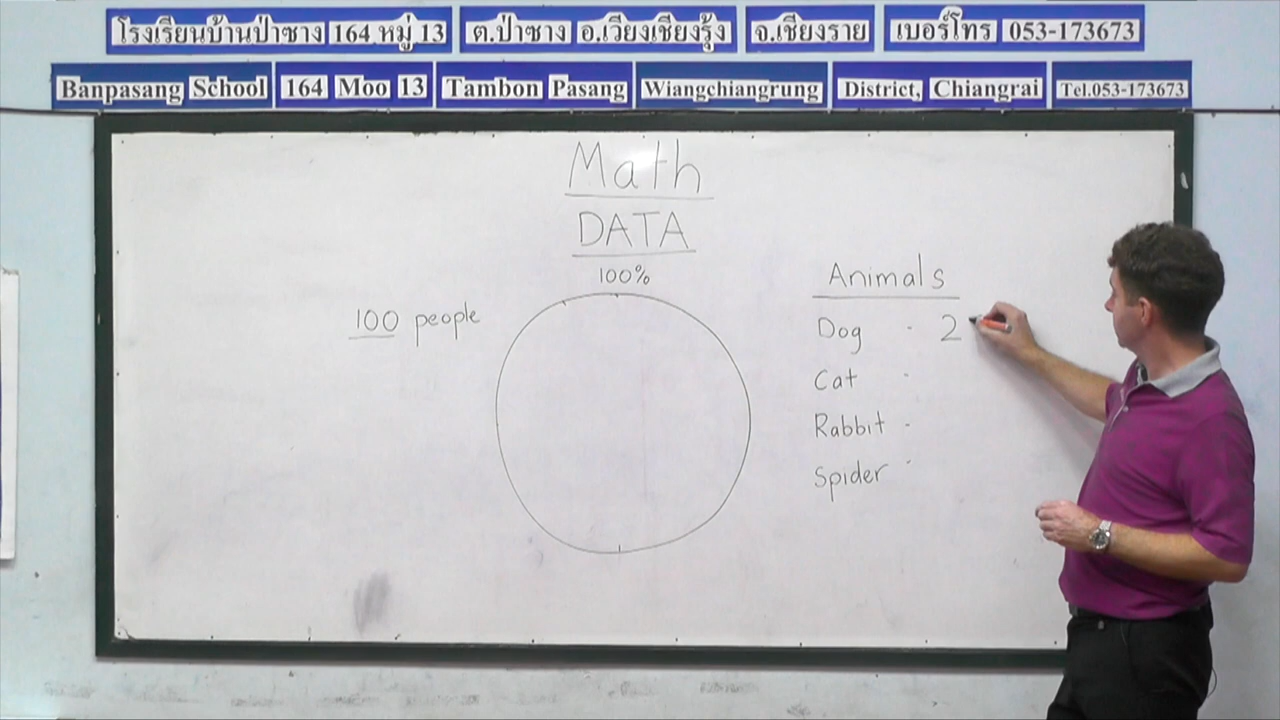 โรงเรียนบ้านป่าซาง 164 หมู่ 13 ต.ป่าซาง อ.เวียงเชียงรุ้ง จ.เชียงราย เบอร์โทร 053-173673
Banpasang School 164 Moo 13 Tambon Pasang Wiangchiangrung District, Chiangrai Tel.053-173673
Math
DATA
100%
100 people
Animals
Dog - 2
Cat -
Rabbit -
Spider -